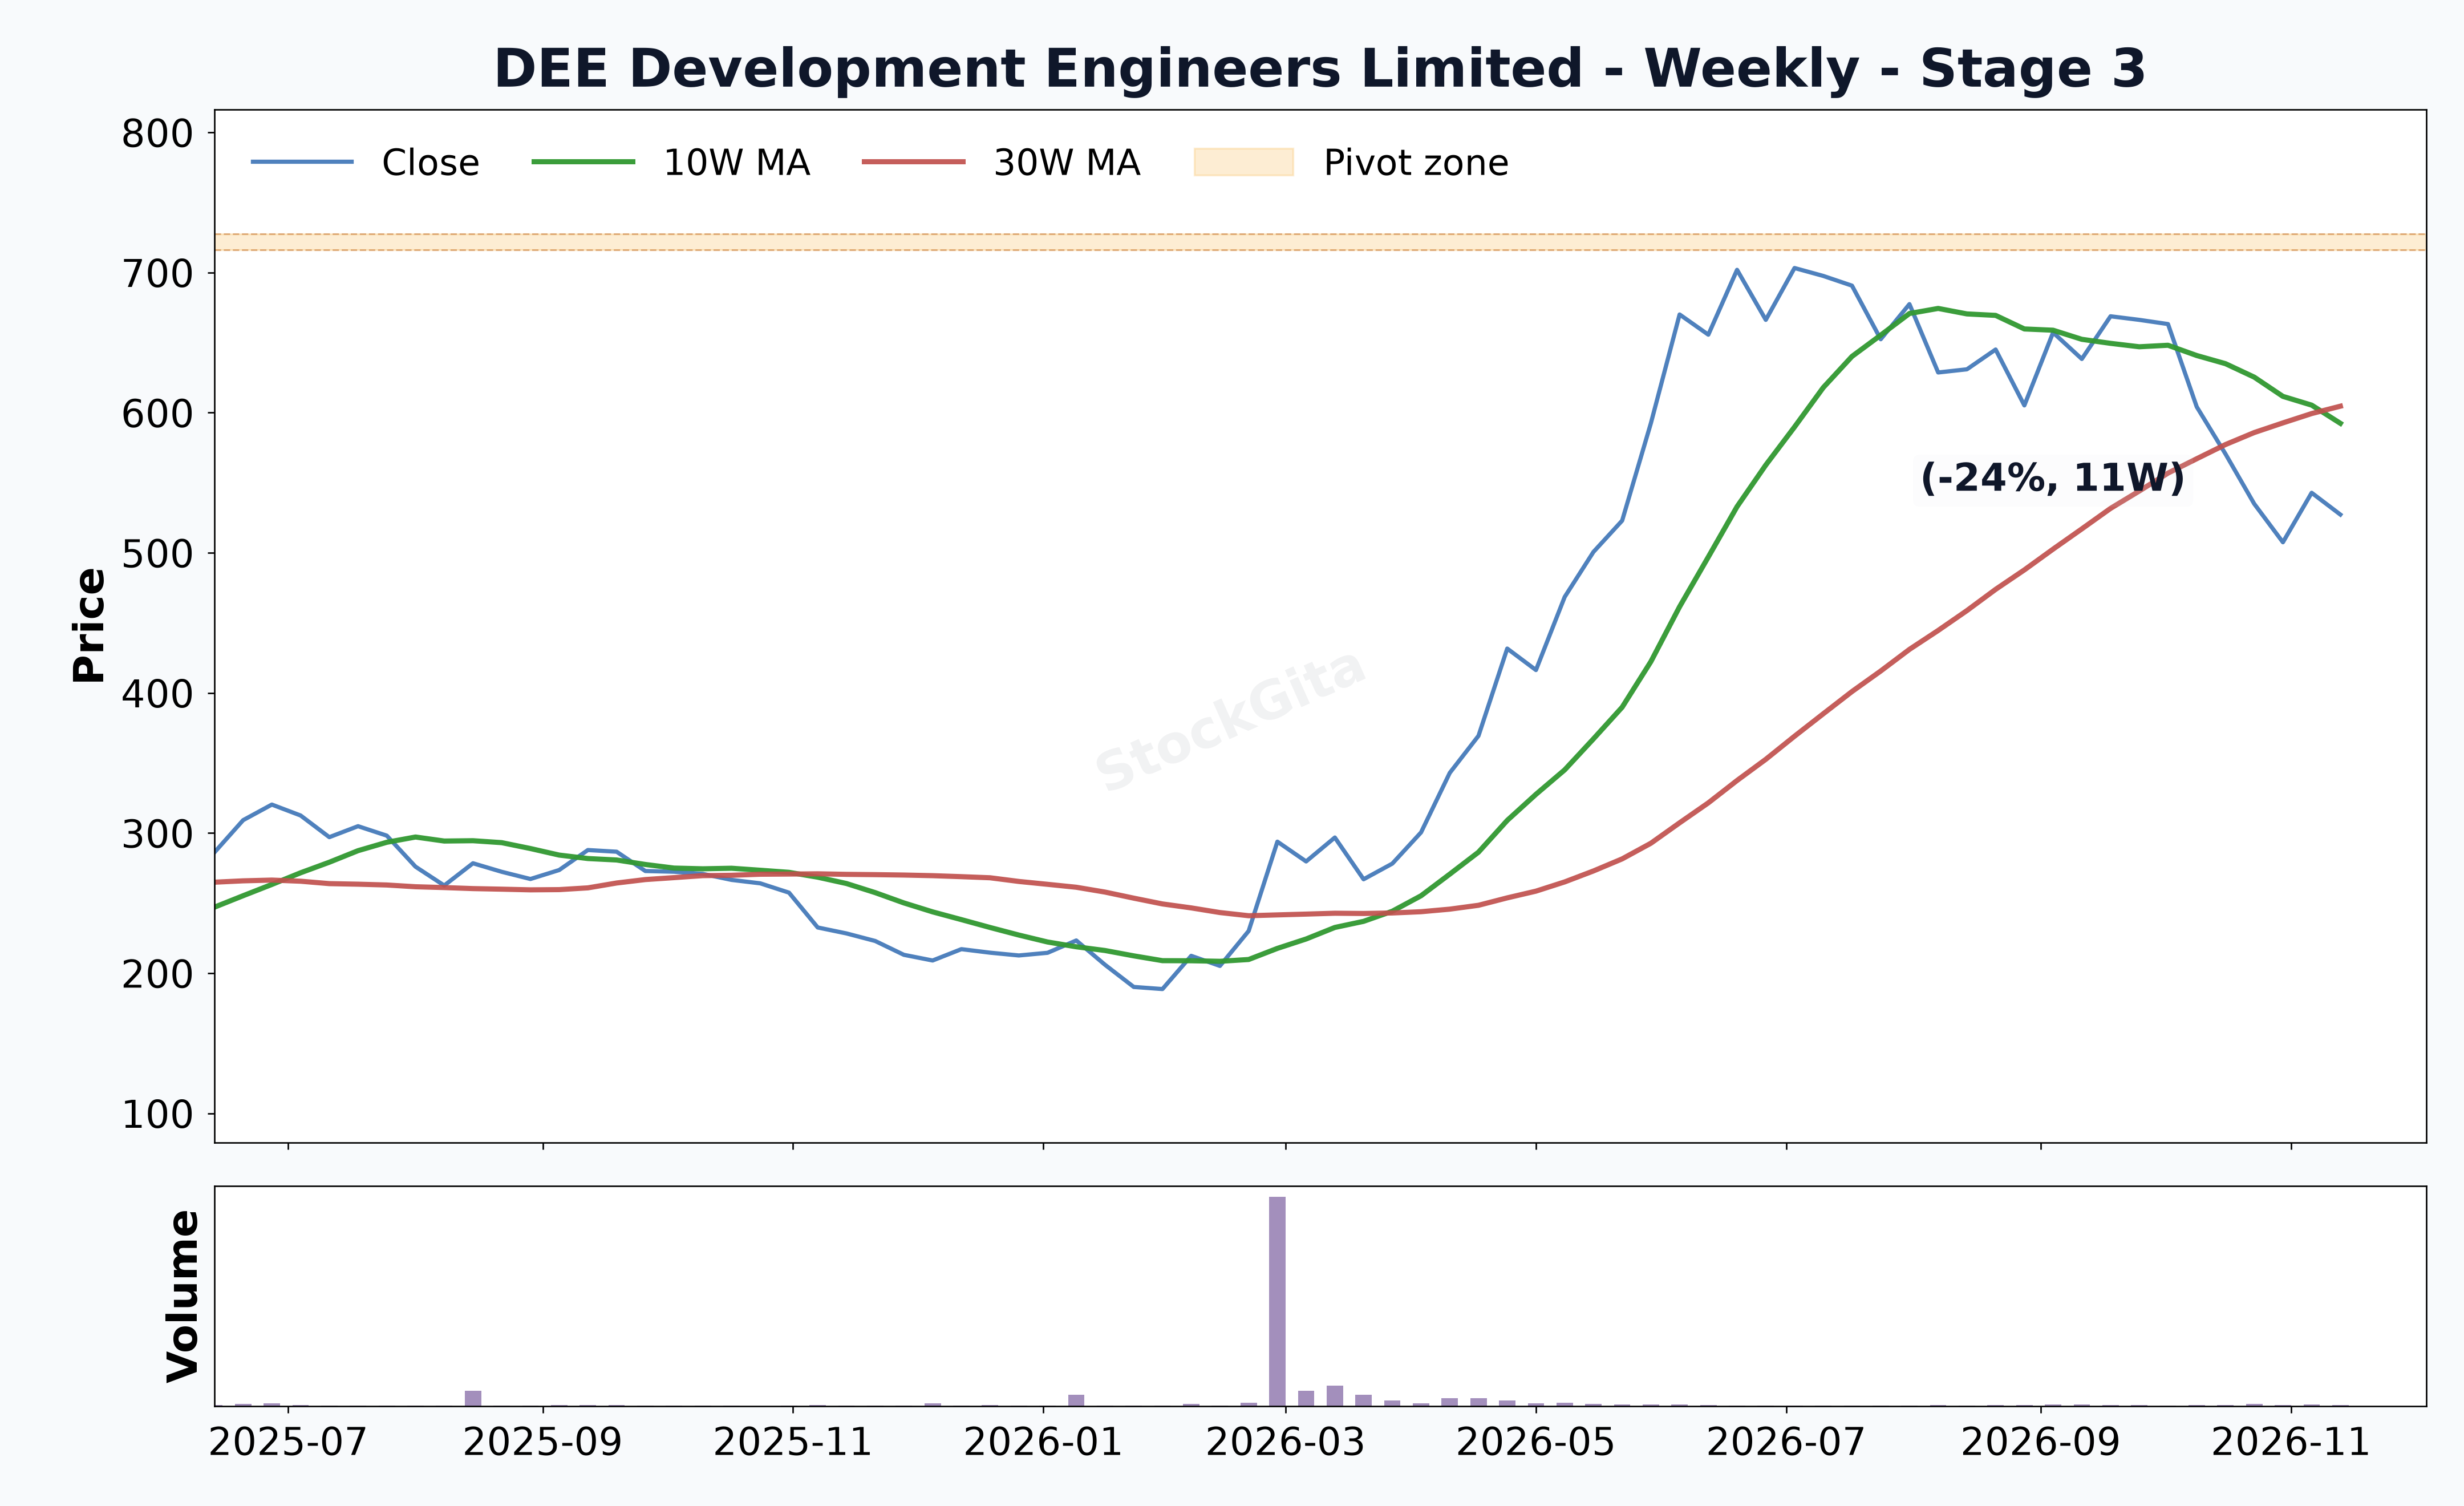 DEE Development Engineers Limited - Weekly - Stage 3
Close 10W MA 30W MA Pivot zone
800
700
600
500
400
300
200
100
Price
(-24%, 11W)
StockGita
Volume
2025-07 2025-09 2025-11 2026-01 2026-03 2026-05 2026-07 2026-09 2026-11